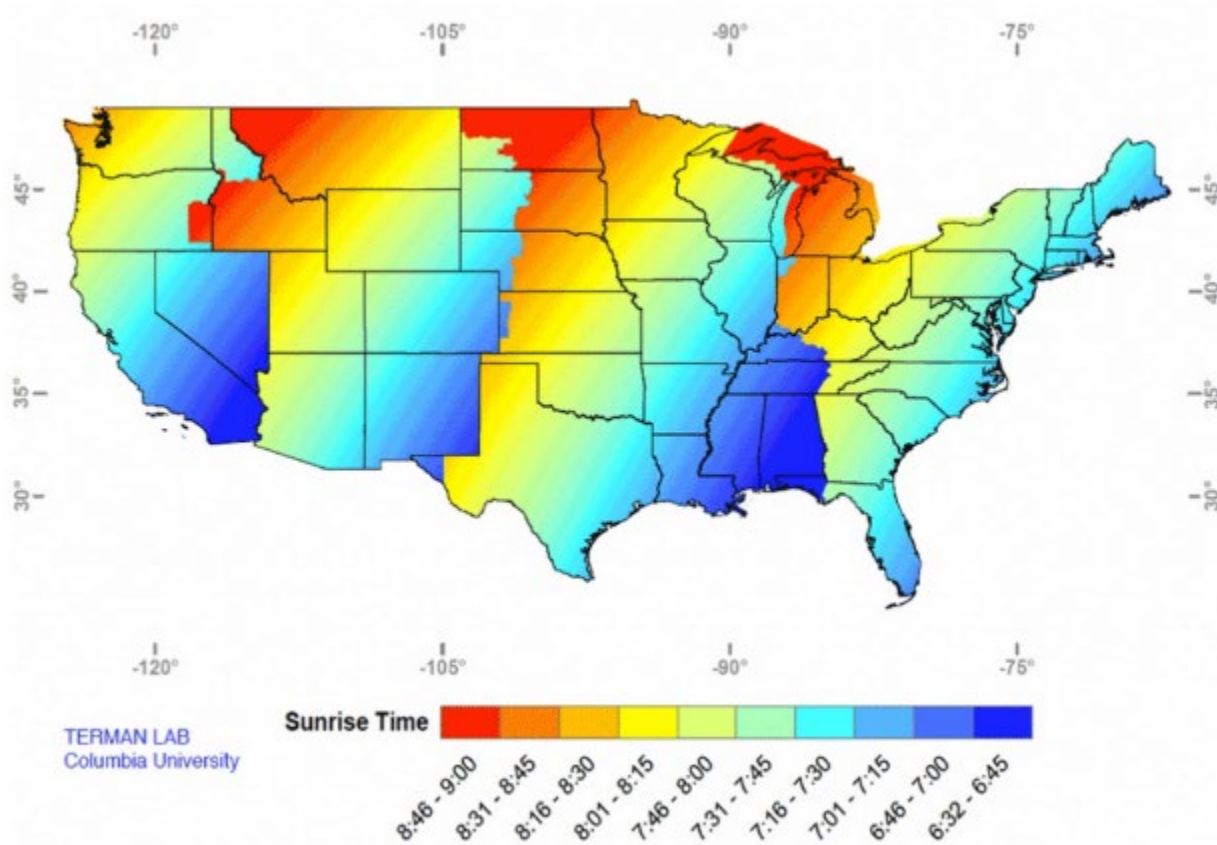 -120° -105° -90° -75°
45° 45°
40° 40°
35° 35°
30° 30°
-120° -105° -90° -75°
Sunrise Time
TERMAN LAB
Columbia University
8:46 - 9:00
8:31 - 8:45
8:16 - 8:30
8:01 - 8:15
7:46 - 8:00
7:31 - 7:45
7:16 - 7:30
7:01 - 7:15
6:46 - 7:00
6:32 - 6:45